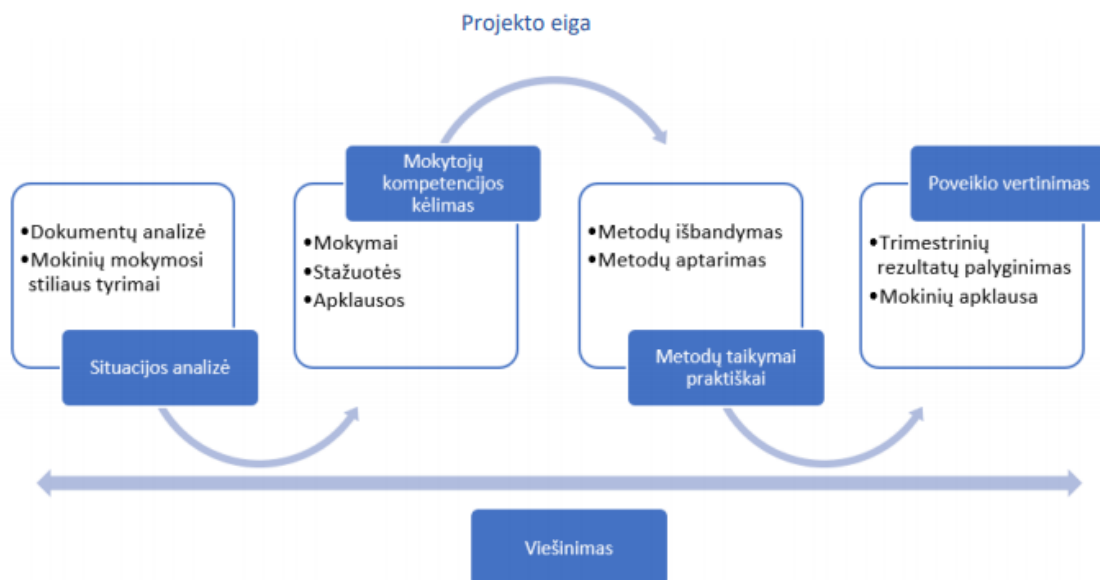 Projekto eiga
•Dokumentų analizė
•Mokinių mokymosi
stiliaus tyrimai
Situacijos analizė
Mokytojų
kompetencijos
kėlimas
•Mokymai
•Stažuotės
•Apklausos
•Metodų išbandymas
•Metodų aptarimas
Metodų taikymai
praktiškai
Poveikio vertinimas
•Trimestrinių
rezultatų palyginimas
•Mokinių apklausa
Viešinimas